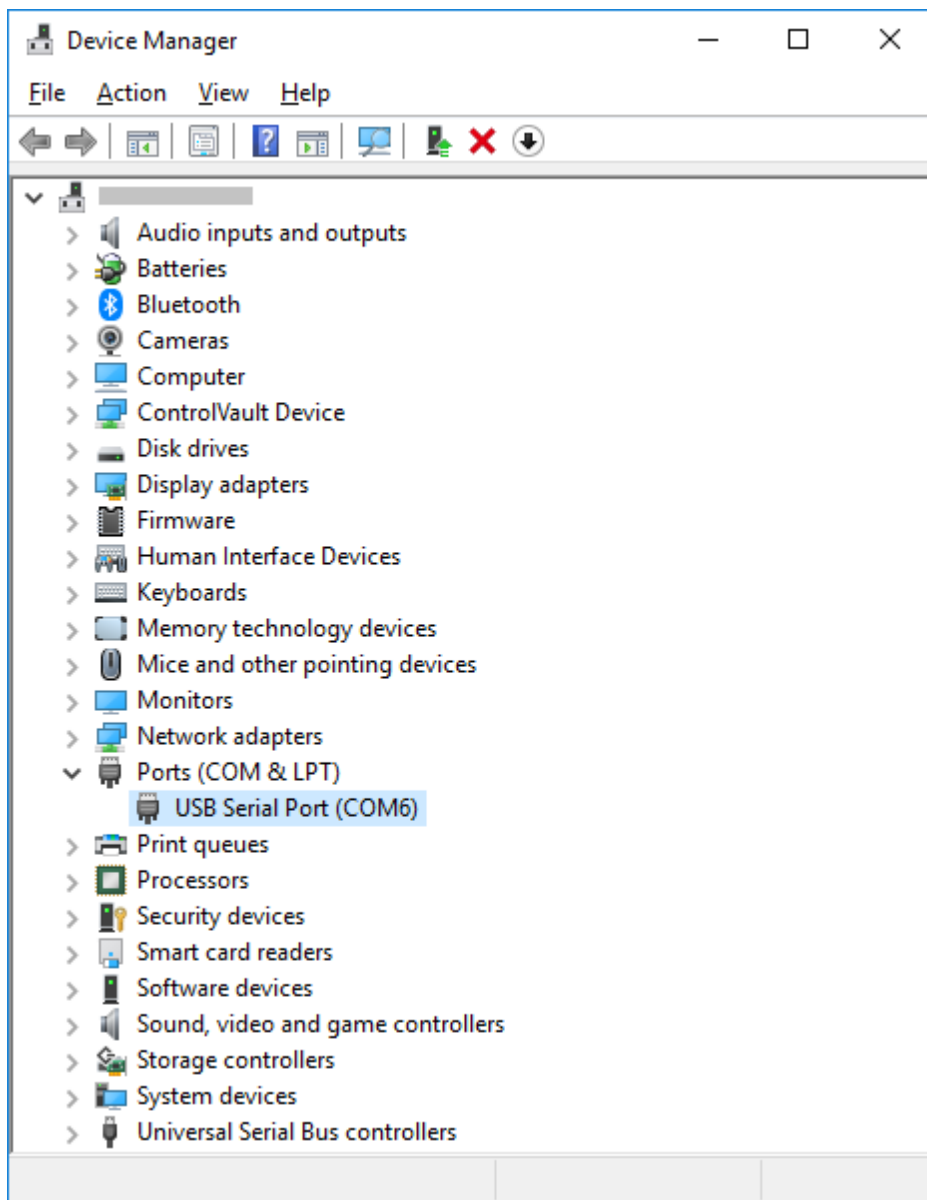 Device Manager
File Action View Help
Audio inputs and outputs
Batteries
Bluetooth
Cameras
Computer
ControlVault Device
Disk drives
Display adapters
Firmware
Human Interface Devices
Keyboards
Memory technology devices
Mice and other pointing devices
Monitors
Network adapters
Ports (COM & LPT)
USB Serial Port (COM6)
Print queues
Processors
Security devices
Smart card readers
Software devices
Sound, video and game controllers
Storage controllers
System devices
Universal Serial Bus controllers